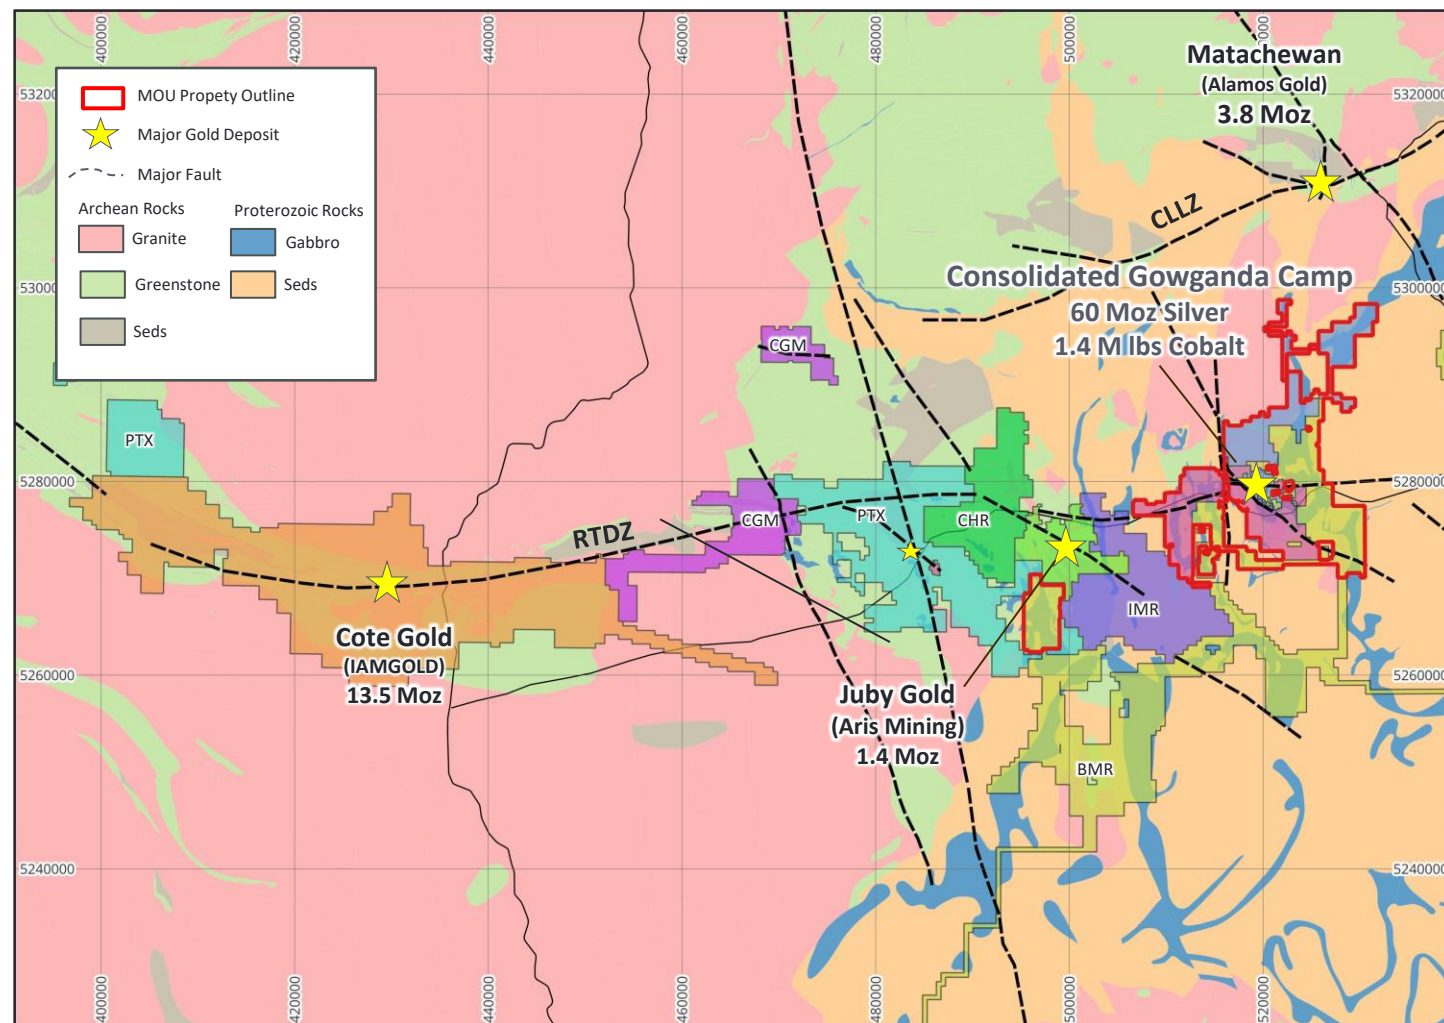 400000
420000
440000
460000
480000
500000
520000
MOU Propety Outline
Major Gold Deposit
Major Fault
Archean Rocks
Proterozoic Rocks
Granite
Gabbro
Greenstone
Seds
Seds
5320000
5320000
Matachewan
(Alamos Gold)
3.8 Moz
CLLZ
5300000
5300000
Consolidated Gowganda Camp
60 Moz Silver
1.4 M lbs Cobalt
CGM
PTX
5280000
5280000
CGM
PTX
CHR
RTDZ
IMR
Cote Gold
(IAMGOLD)
13.5 Moz
5260000
5260000
Juby Gold
(Aris Mining)
1.4 Moz
BMR
5240000
5240000
400000
420000
440000
460000
480000
500000
520000